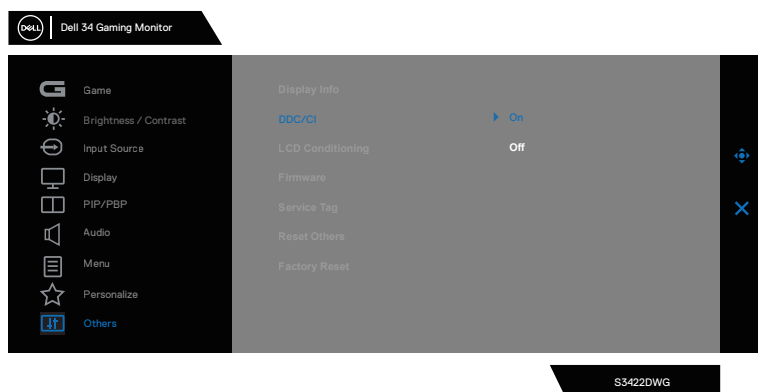 DELL Dell 34 Gaming Monitor
Game
Brightness / Contrast
Input Source
Display
PIP/PBP
Audio
Menu
Personalize
Others
Display Info
DDC/CI On
Off
LCD Conditioning
Firmware
Service Tag
Reset Others
Factory Reset
S3422DWG